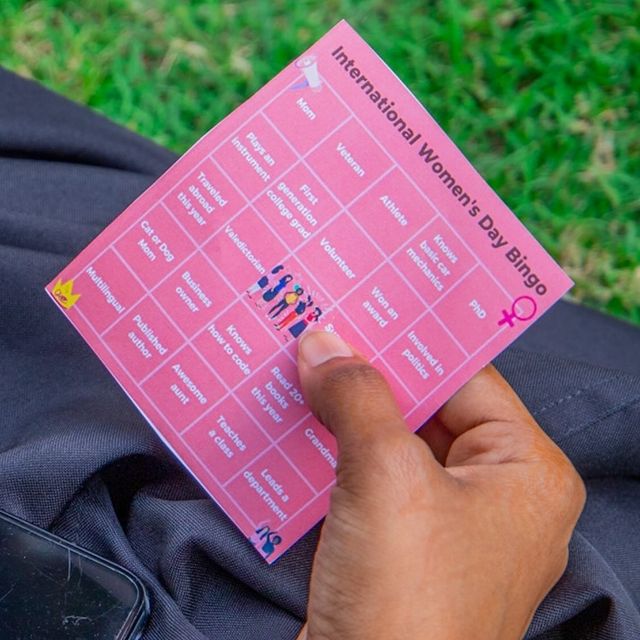 International Women's Day Bingo
Mom
Veteran
Athlete
Knows
basic car
mechanics
PhD
Plays an
instrument
First
generation
college grad
Volunteer
Won an
award
Involved in
politics
Traveled
abroad
this year
Valedictorian
Cat or Dog
Mom
Business
owner
Knows
how to code
Read 20
books
this year
Grandma
Multilingual
Published
author
Awesome
aunt
Teaches
a class
Leads a
department